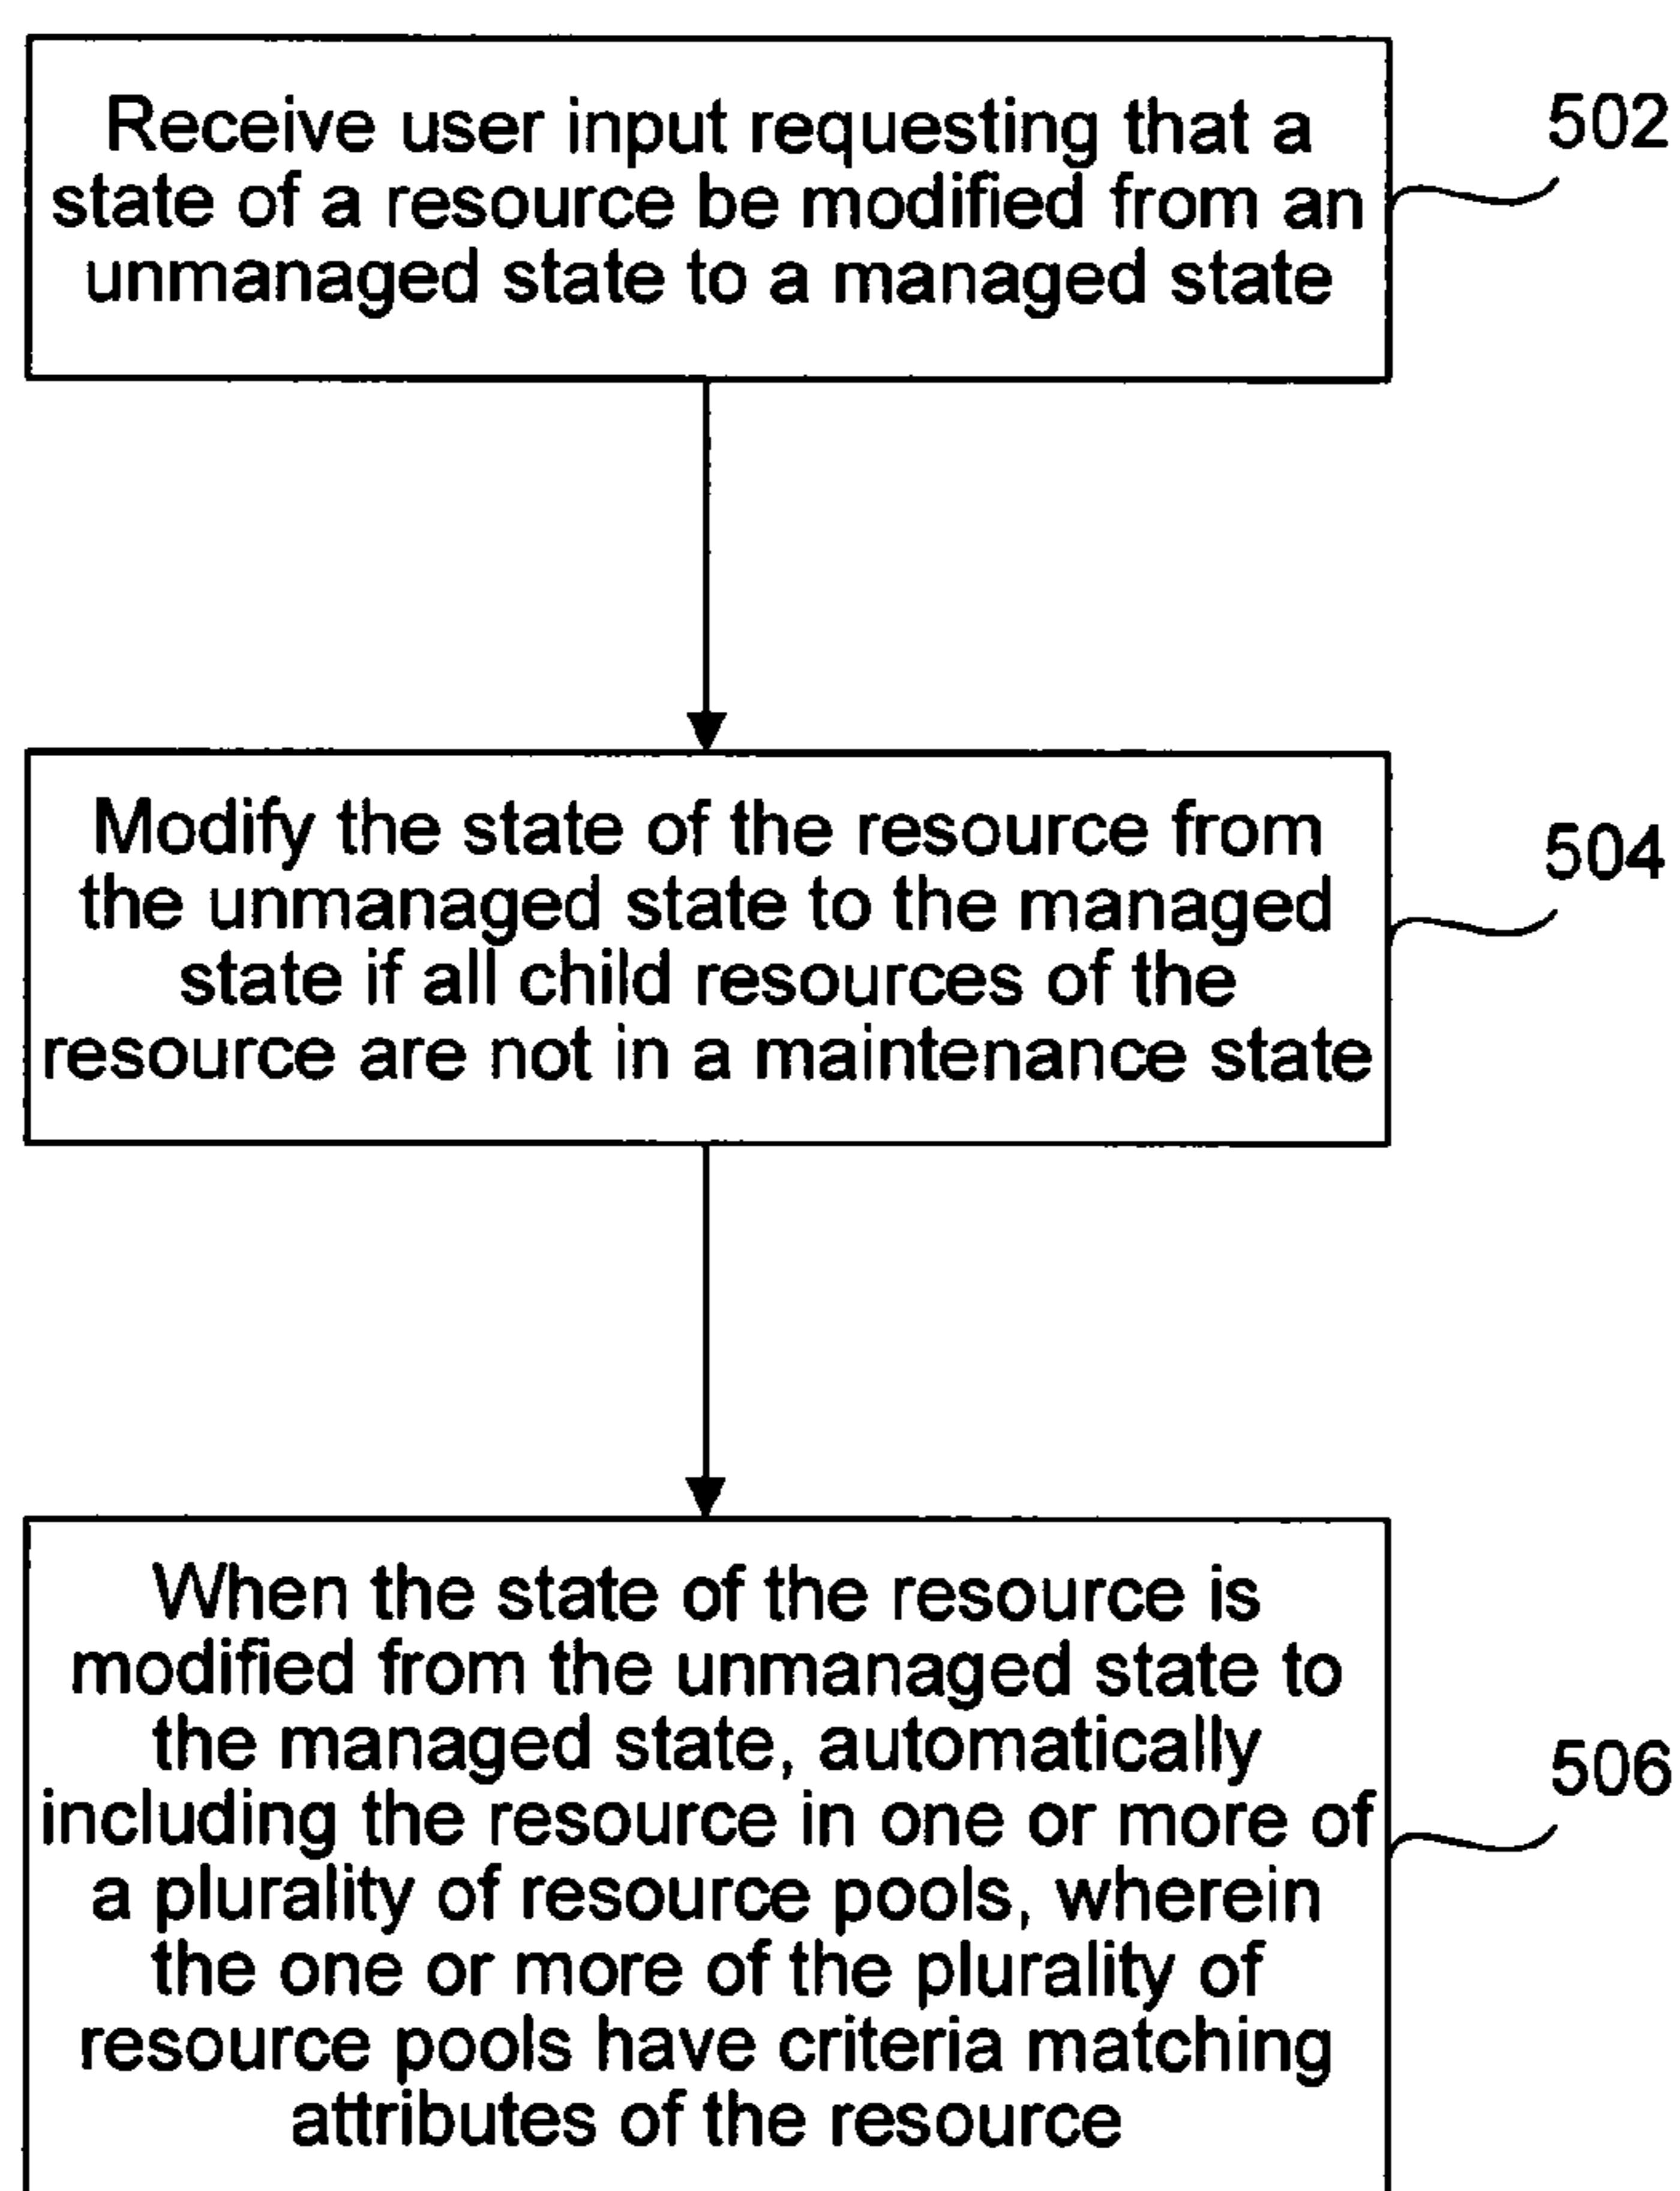 Receive user input requesting that a
state of a resource be modified from an
unmanaged state to a managed state
502
Modify the state of the resource from
the unmanaged state to the managed
state if all child resources of the
resource are not in a maintenance state
504
When the state of the resource is
modified from the unmanaged state to
the managed state, automatically
including the resource in one or more of
a plurality of resource pools, wherein
the one or more of the plurality of
resource pools have criteria matching
attributes of the resource
506